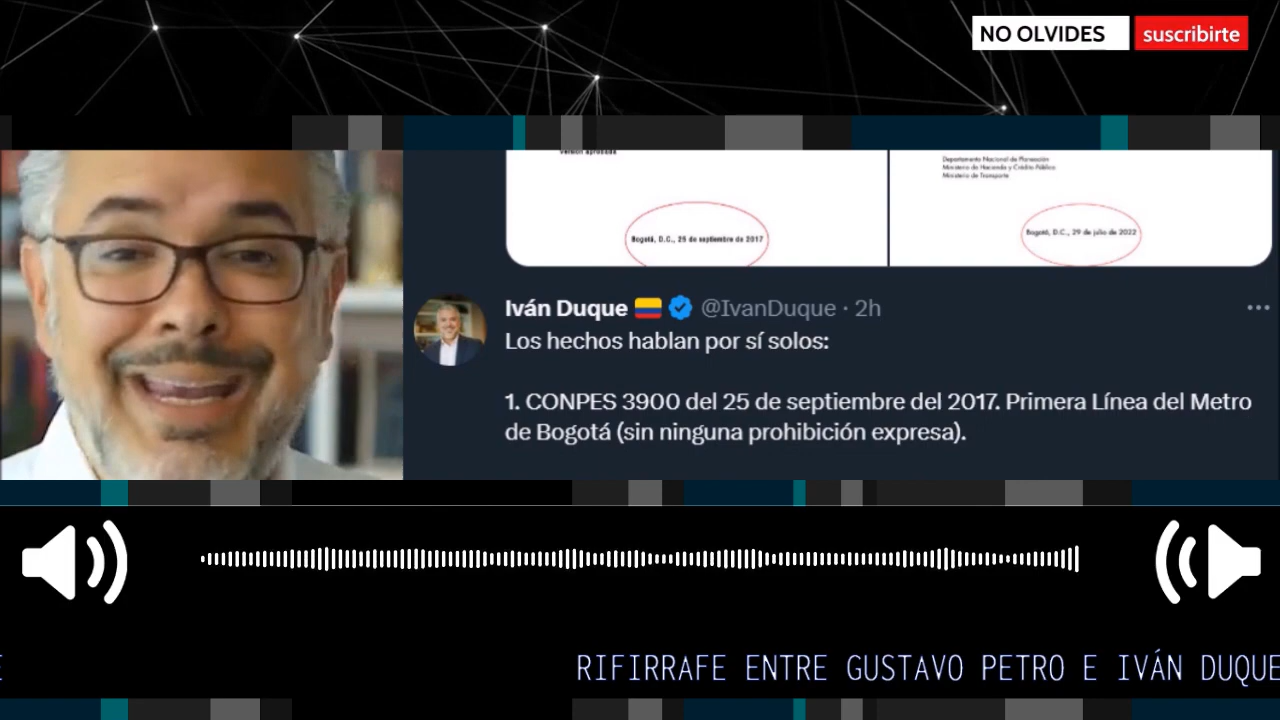 NO OLVIDES suscribirte
Versión aprobada
Departamento Nacional de Planeación
Ministerio de Hacienda y Crédito Público
Ministerio de Transporte
Bogotá, D.C., 25 de septiembre de 2017
Bogotá, D.C., 29 de julio de 2022
Iván Duque @IvanDuque · 2h
Los hechos hablan por sí solos:
1. CONPES 3900 del 25 de septiembre del 2017. Primera Línea del Metro
de Bogotá (sin ninguna prohibición expresa).
RIFIRRAFE ENTRE GUSTAVO PETRO E IVÁN DUQUE